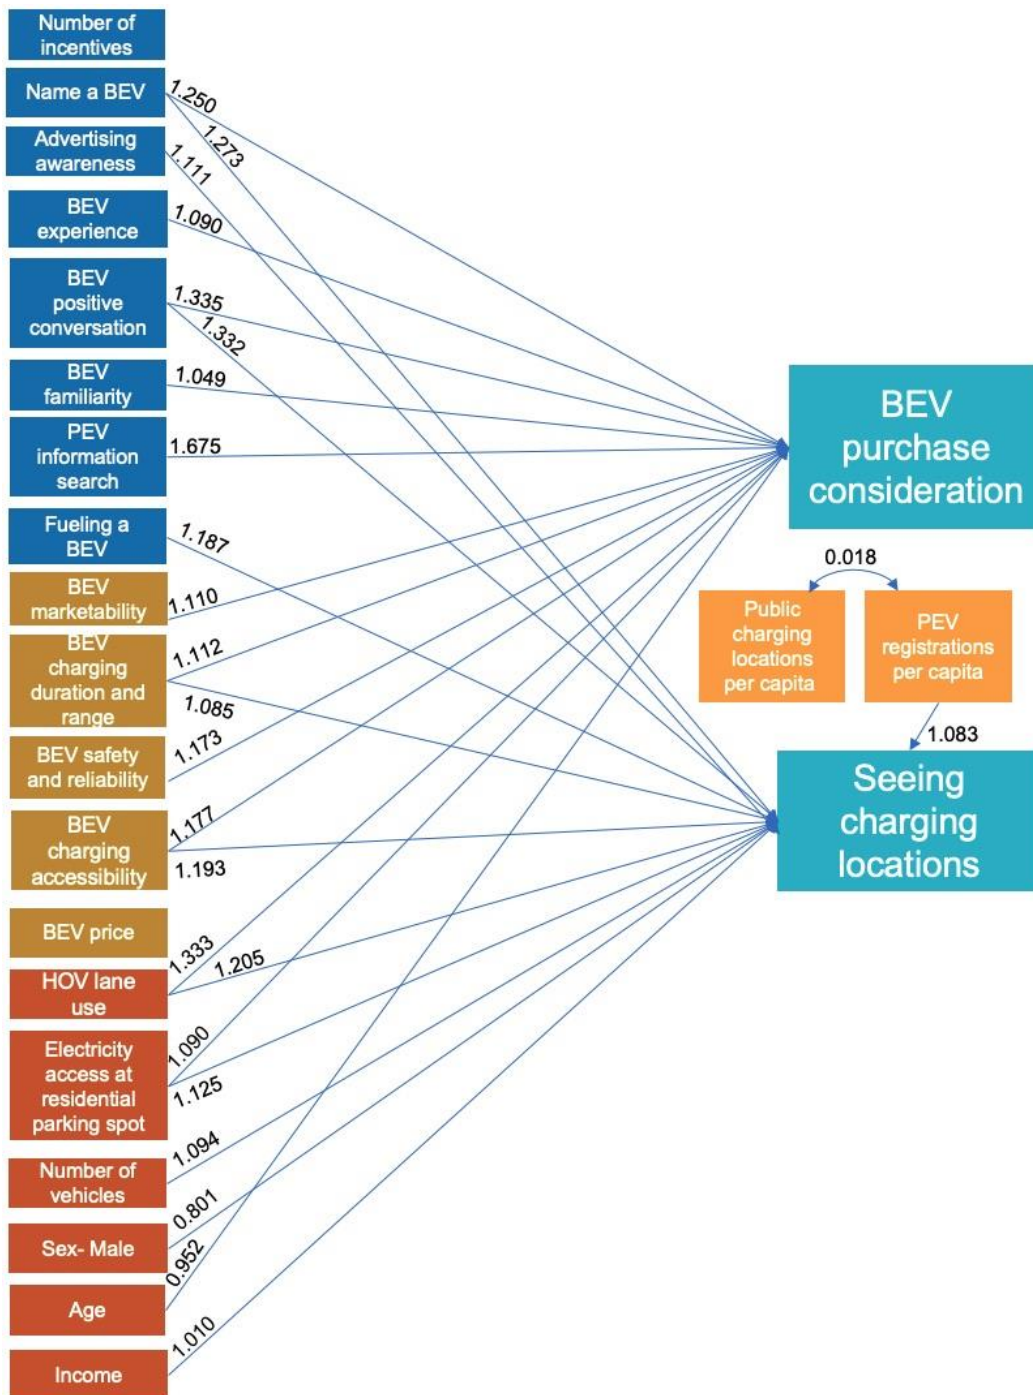 Number of
incentives
Name a BEV
1.250
1.273
Advertising
awareness
1.111
BEV
experience
1.090
BEV
positive
conversation
1.335
1.332
BEV
familiarity
1.049
PEV
information
search
1.675
Fueling a
BEV
1.187
BEV
marketability
1.110
BEV
charging
duration and
range
1.112
1.085
BEV safety
and reliability
1.173
BEV
charging
accessibility
1.177
1.193
BEV price
HOV lane
use
1.333
1.205
Electricity
access at
residential
parking spot
1.090
1.125
Number of
vehicles
1.094
Sex- Male
0.801
Age
0.952
Income
1.010
BEV
purchase
consideration
0.018
Public
charging
locations
per capita
PEV
registrations
per capita
1.083
Seeing
charging
locations